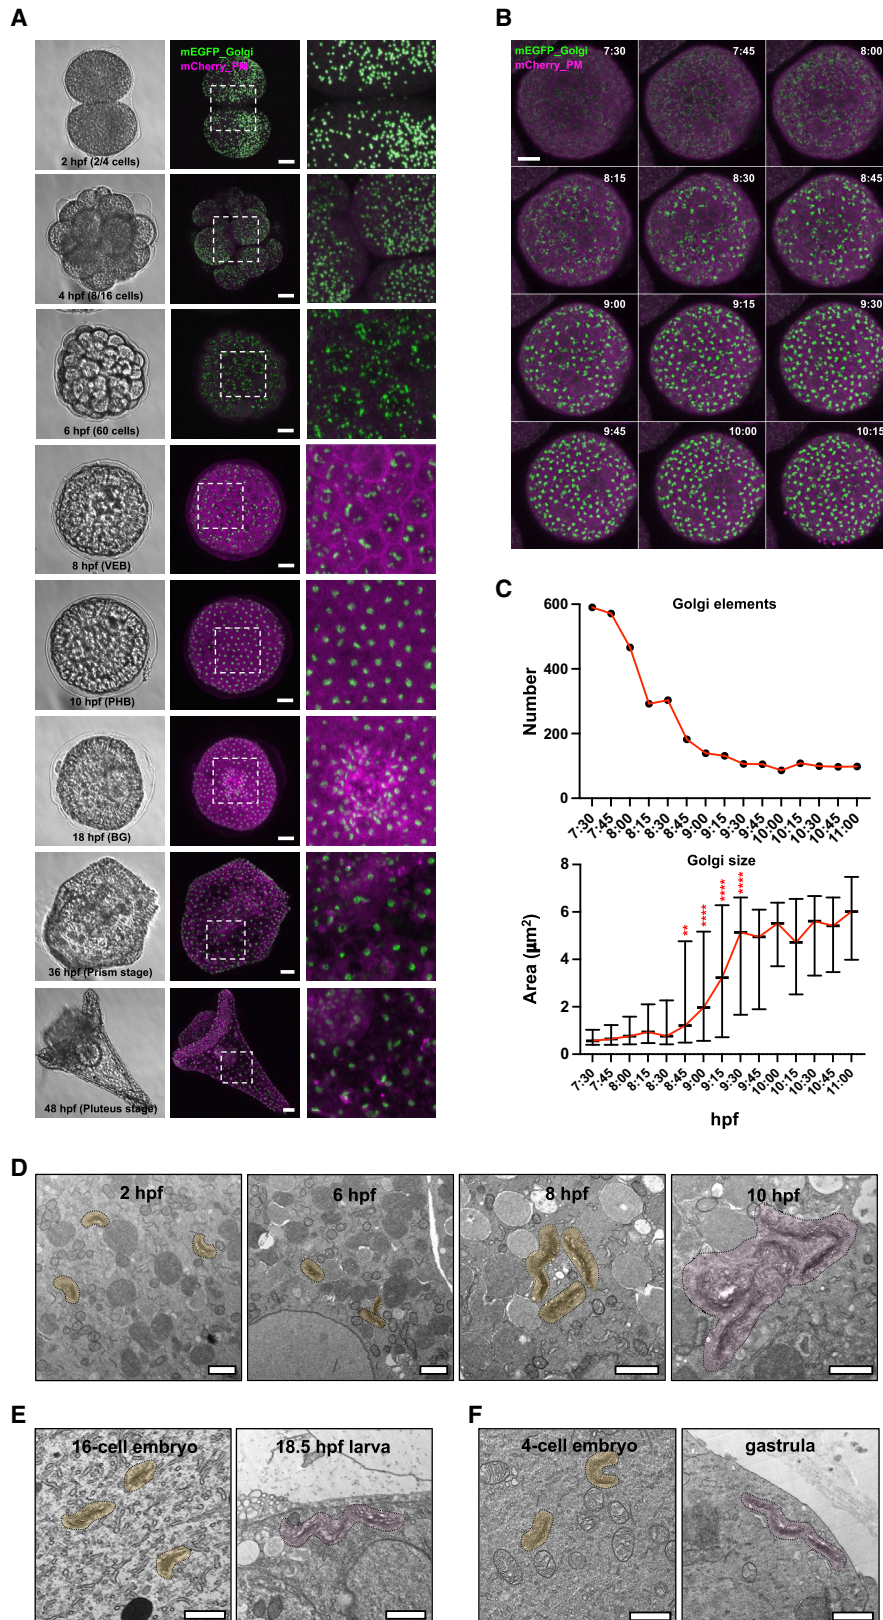 A
mEGFP_Golgi
mCherry_PM
2 hpf (2/4 cells)
4 hpf (8/16 cells)
6 hpf (60 cells)
8 hpf (VEB)
10 hpf (PHB)
18 hpf (BG)
36 hpf (Prism stage)
48 hpf (Pluteus stage)
B
mEGFP_Golgi
mCherry_PM
7:30
7:45
8:00
8:15
8:30
8:45
9:00
9:15
9:30
9:45
10:00
10:15
C
Golgi elements
Number
600
400
200
0
7:30
7:45
8:00
8:15
8:30
8:45
9:00
9:15
9:30
9:45
10:00
10:15
10:30
10:45
11:00
Golgi size
Area (µm²)
8
6
4
2
0
**
****
****
****
7:30
7:45
8:00
8:15
8:30
8:45
9:00
9:15
9:30
9:45
10:00
10:15
10:30
10:45
11:00
hpf
D
2 hpf
6 hpf
8 hpf
10 hpf
E
16-cell embryo
18.5 hpf larva
F
4-cell embryo
gastrula